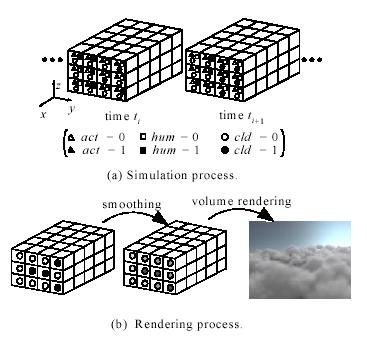 z
y
x
time t_i
time t_{i+1}
act - 0 hum - 0 cld - 0
act - 1 hum - 1 cld - 1
(a) Simulation process.
smoothing
volume rendering
(b) Rendering process.